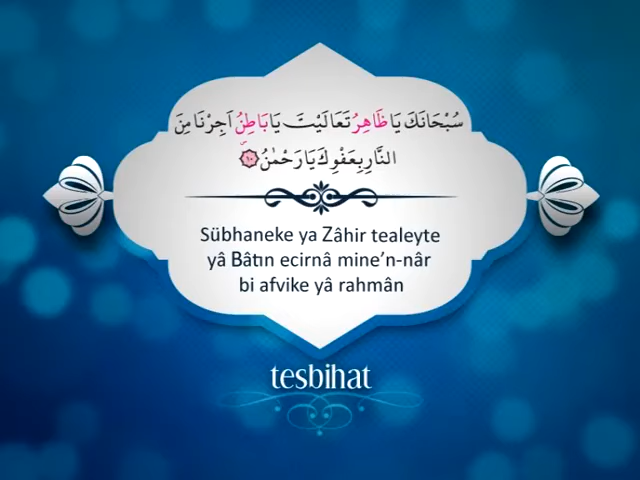 سُبْحَانَكَ يَا ظَاهِرُ تَعَالَيْتَ يَا بَاطِنُ اَجِرْنَا مِنَ
النَّارِ بِعَفْوِكَ يَا رَحْمٰنُ ١٠
Sübhaneke ya Zâhir tealeyte
yâ Bâtın ecirnâ mine’n-nâr
bi afvike yâ rahmân
tesbihat